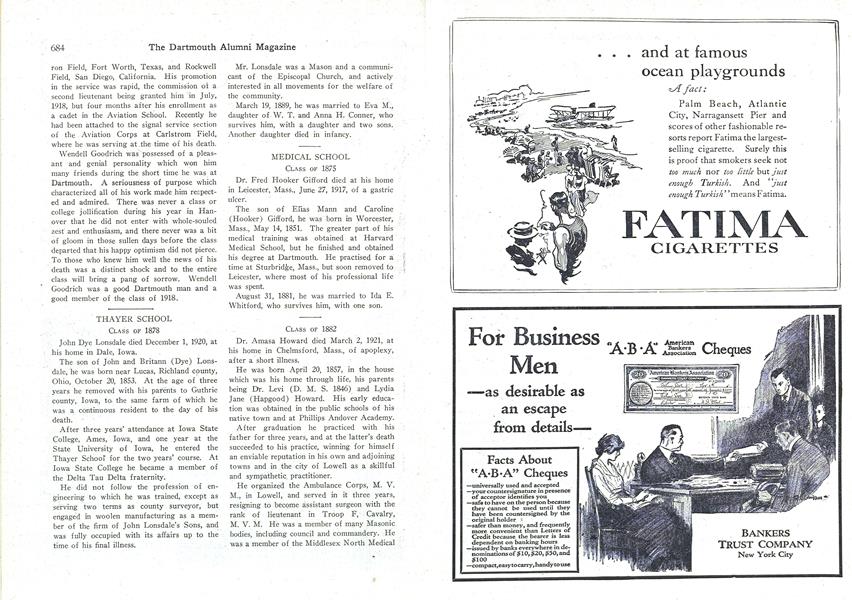 684 The Dartmouth Alumni Magazine
ron Field, Fort Worth, Texas, and Rockwell
Field, San Diego, California. His promotion
in the service was rapid, the commission of a
second lieutenant being granted him in July,
1918, but four months after his enrollment as
a cadet in the Aviation School. Recently he
had been attached to the signal service section
of the Aviation Corps at Carlstrom Field,
where he was serving at the time of his death.
Wendell Goodrich was possessed of a pleas-
ant and genial personality which won him
many friends during the short time he was at
Dartmouth. A seriousness of purpose which
characterized all of his work made him respect-
ed and admired. There was never a class or
college jollification during his year in Han-
over that he did not enter with whole-souled
zest and enthusiasm, and there never was a bit
of gloom in those sullen days before the class
departed that his happy optimism did not pierce.
To those who knew him well the news of his
death was a distinct shock and to the entire
class will bring a pang of sorrow. Wendell
Goodrich was a good Dartmouth man and a
good member of the class of 1918.
THAYER SCHOOL
CLASS OF 1878
John Dye Lonsdale died December 1, 1920, at
his home in Dale, Iowa.
The son of John and Britann (Dye) Lons-
dale, he was born near Lucas, Richland county,
Ohio, October 20, 1853. At the age of three
years he removed with his parents to Guthrie
county, Iowa, to the same farm of which he
was a continuous resident to the day of his
death.
After three years' attendance at Iowa State
College, Ames, Iowa, and one year at the
State University of Iowa, he entered the
Thayer School for the two years' course. At
Iowa State College he became a member of
the Delta Tau Delta fraternity.
He did not follow the profession of en-
gineering to which he was trained, except as
serving two terms as county surveyor, but
engaged in woolen manufacturing as a mem-
ber of the firm of John Lonsdale's Sons, and
was fully occupied with its affairs up to the
time of his final illness.
Mr. Lonsdale was a Mason and a communi-
cant of the Episcopal Church, and actively
interested in all movements for the welfare of
the community.
March 19, 1889, he was married to Eva M.,
daughter of W. T. and Anna H. Conner, who
survives him, with a daughter and two sons.
Another daughter died in infancy.
MEDICAL SCHOOL
CLASS OF 1875
Dr. Fred Hooker Gifford died at his home
in Leicester, Mass., June 27, 1917, of a gastric
ulcer.
The son of Elias Mann and Caroline
(Hooker) Gifford, he was born in Worcester,
Mass., May 14, 1851. The greater part of his
medical training was obtained at Harvard
Medical School, but he finished and obtained
his degree at Dartmouth. He practised for a
time at Sturbridge, Mass., but soon removed to
Leicester, where most of his professional life
was spent.
August 31, 1881, he was married to Ida E.
Whitford, who survives him, with one son.
CLASS OF 1882
Dr. Amasa Howard died March 2, 1921, at
his home in Chelmsford, Mass., of apoplexy,
after a short illness.
He was born April 20, 1857, in the house
which was his home through life, his parents
being Dr. Levi (D. M. S. 1846) and Lydia
Jane (Hapgood) Howard. His early educa-
tion was obtained in the public schools of his
native town and at Phillips Andover Academy.
After graduation he practiced with his
father for three years, and at the latter's death
succeeded to his practice, winning for himself
an enviable reputation in his own and adjoining
towns and in the city of Lowell as a skillful
and sympathetic practitioner.
He organized the Ambulance Corps, M. V.
M., in Lowell, and served in it three years,
resigning to become assistant surgeon with the
rank of lieutenant in Troop F, Cavalry,
M. V. M. He was a member of many Masonic
bodies, including council and commandery. He
was a member of the Middlesex North Medical
. . . and at famous
ocean playgrounds
A fact:
Palm Beach, Atlantic
City, Narragansett Pier and
scores of other fashionable re-
sorts report Fatima the largest-
selling cigarette. Surely this
is proof that smokers seek not
too much nor too little but just
enough Turkish. And "just
enough Turkish" means Fatima.
FATIMA
CIGARETTES
For Business
Men
—as desirable as
an escape
from details—
"A·B·A" American Bankers Association Cheques
Facts About
"A·B·A" Cheques
—universally used and accepted
—your countersignature in presence
of acceptor identifies you
—safe to have on the person because
they cannot be used until they
have been countersigned by the
original holder
—safer than money, and frequently
more convenient than Letters of
Credit because the bearer is less
dependent on banking hours
—issued by banks everywhere in de-
nominations of $10, $20, $50, and
$100
—compact, easy to carry, handy to use
BANKERS
TRUST COMPANY
New York City